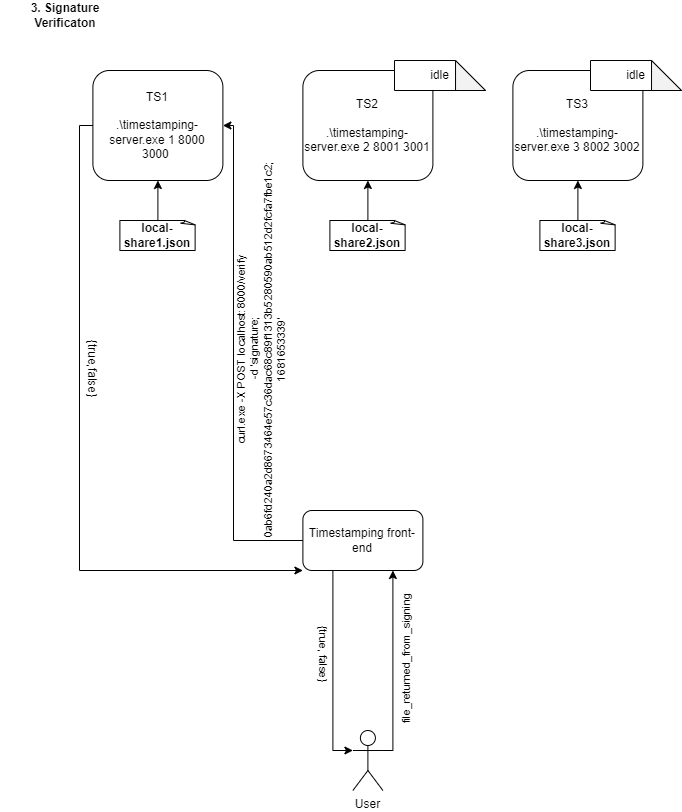 3. Signature
Verificaton
TS1
.\timestamping-
server.exe 1 8000
3000
idle
TS2
.\timestamping-
server.exe 2 8001 3001
idle
TS3
.\timestamping-
server.exe 3 8002 3002
local-
share1.json
local-
share2.json
local-
share3.json
{true,false}
curl.exe -X POST localhost:8000/verify
-d 'signature;
0ab6fd240a2d8673464e57c36dac68c89f1313b5280590ab512d2fcfa7fbe1c2;
1681653339'
Timestamping front-
end
{true, false}
file_returned_from_signing
User